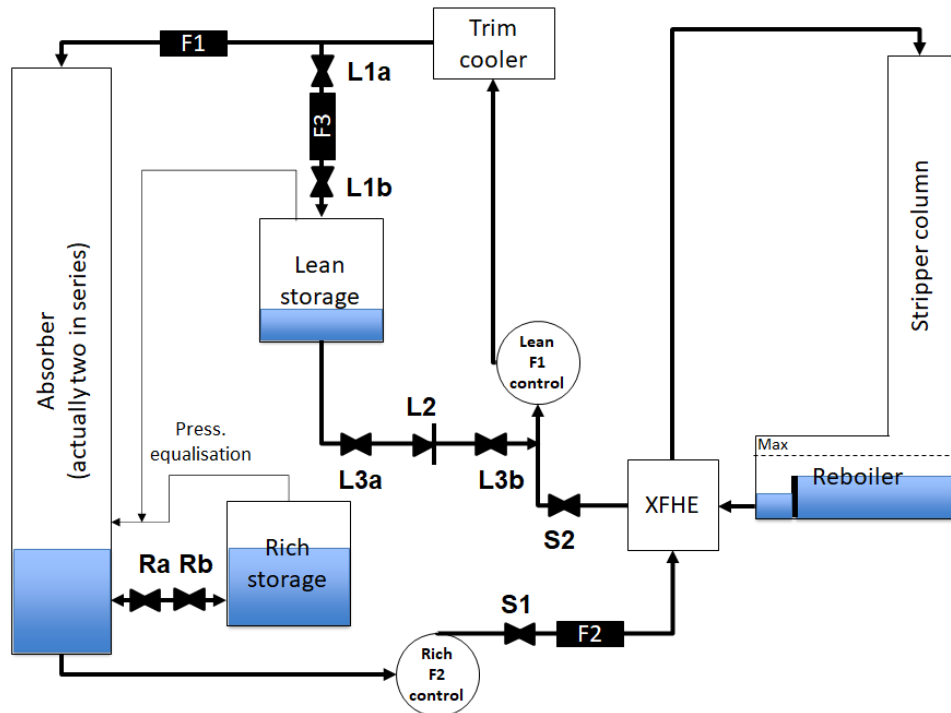 F1
Trim
cooler
L1a
F3
L1b
Lean
storage
Absorber
(actually two in series)
Stripper column
Lean
F1
control
L2
Press.
equalisation
L3a
L3b
Max
Reboiler
XFHE
S2
Ra Rb
Rich
storage
S1
F2
Rich
F2
control